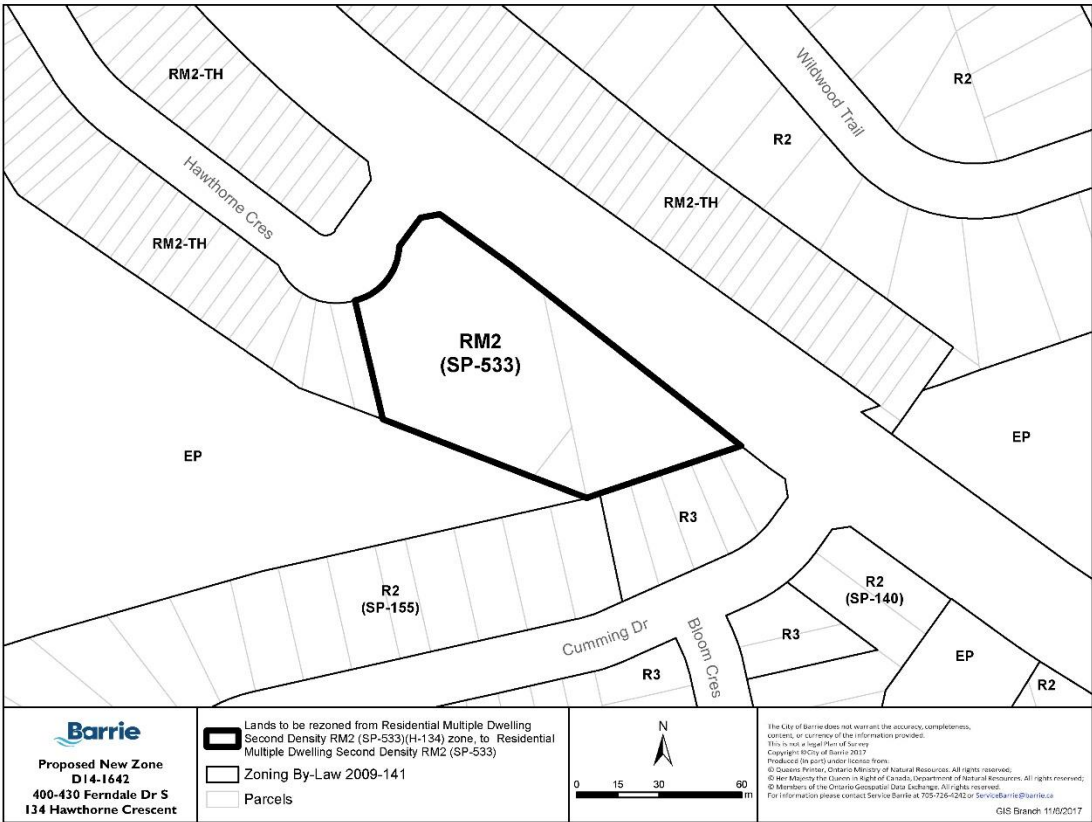 RM2-TH
Wildwood Trail
R2
R2
Hawthorne Cres
RM2-TH
RM2-TH
RM2
(SP-533)
EP
EP
R3
R2
(SP-155)
R2
(SP-140)
Cumming Dr
Bloom Cres
R3
R3
EP
R2
Barrie
Proposed New Zone
D14-1642
400-430 Ferndale Dr S
134 Hawthorne Crescent
Lands to be rezoned from Residential Multiple Dwelling
Second Density RM2 (SP-533)(H-134) zone, to Residential
Multiple Dwelling Second Density RM2 (SP-533)
Zoning By-Law 2009-141
Parcels
N
0 15 30 60
m
The City of Barrie does not warrant the accuracy, completeness,
content, or currency of the information provided.
This is not a legal Plan of Survey
Copyright © City of Barrie 2017
Produced (in part) under license from:
© Queens Printer, Ontario Ministry of Natural Resources. All rights reserved;
© Her Majesty the Queen in Right of Canada, Department of Natural Resources. All rights reserved;
© Members of the Ontario Geospatial Data Exchange. All rights reserved.
For information please contact Service Barrie at 705-726-4242 or ServiceBarrie@barrie.ca
GIS Branch 11/6/2017